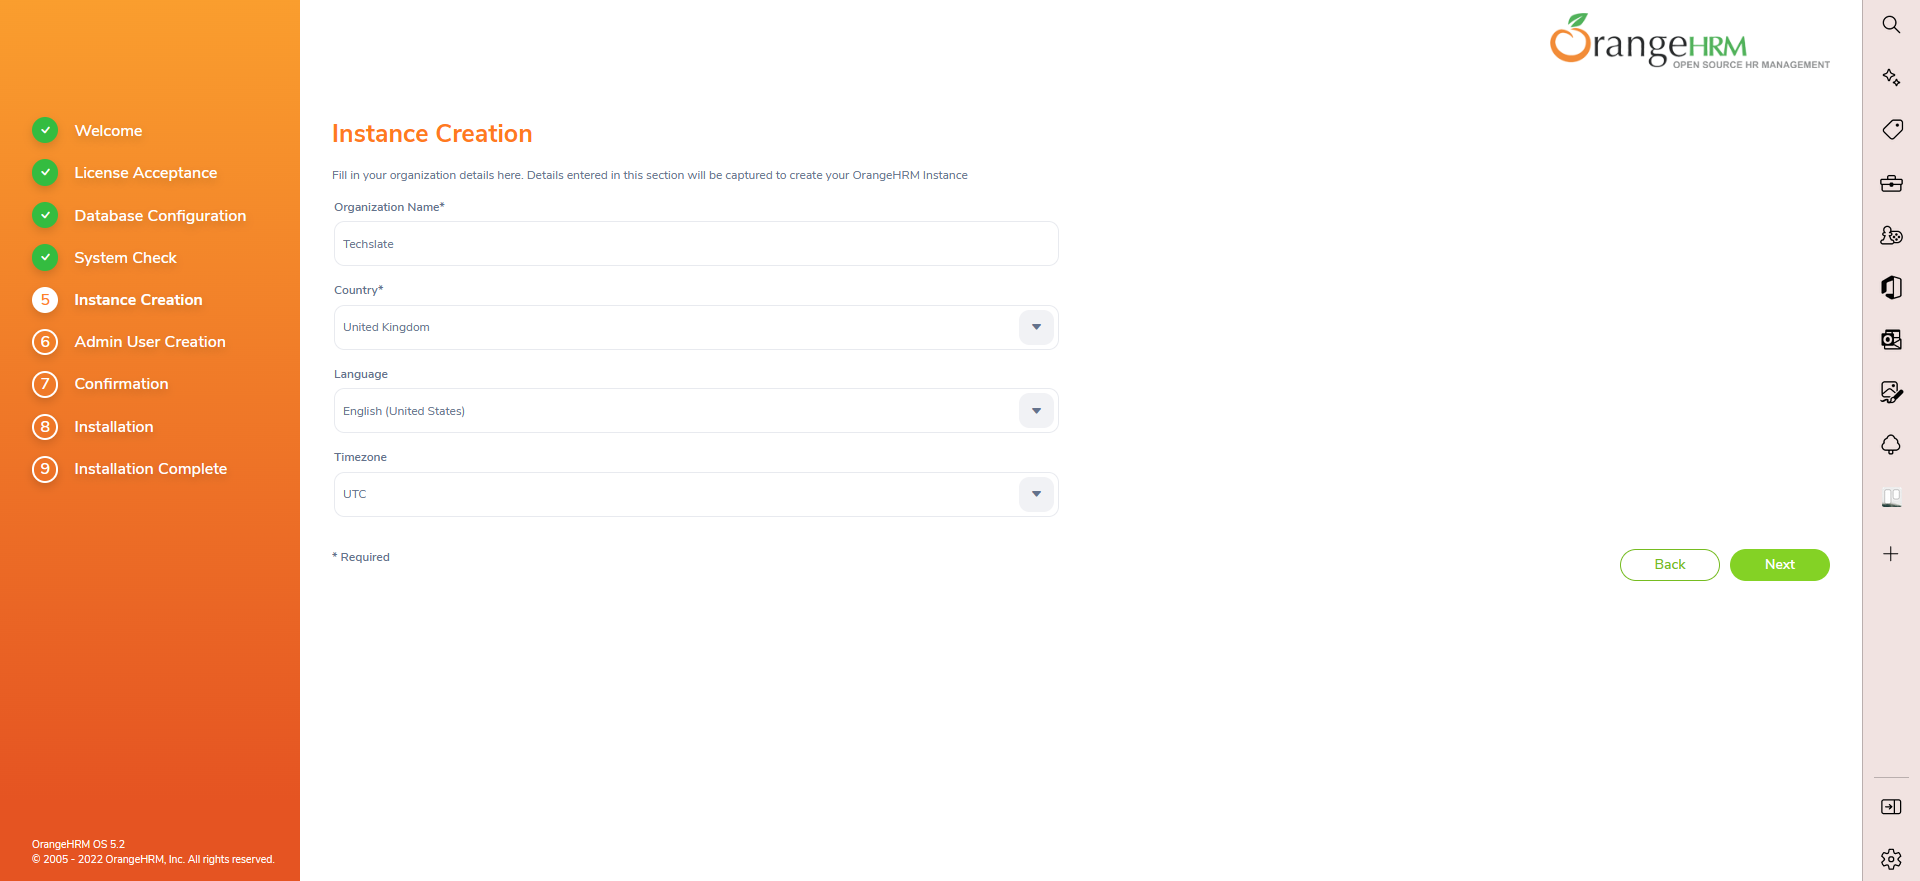 OrangeHRM
OPEN SOURCE HR MANAGEMENT
Welcome
License Acceptance
Database Configuration
System Check
5 Instance Creation
6 Admin User Creation
7 Confirmation
8 Installation
9 Installation Complete
OrangeHRM OS 5.2
© 2005 - 2022 OrangeHRM, Inc. All rights reserved.
Instance Creation
Fill in your organization details here. Details entered in this section will be captured to create your OrangeHRM Instance
Organization Name*
Techslate
Country*
United Kingdom
Language
English (United States)
Timezone
UTC
* Required
Back
Next